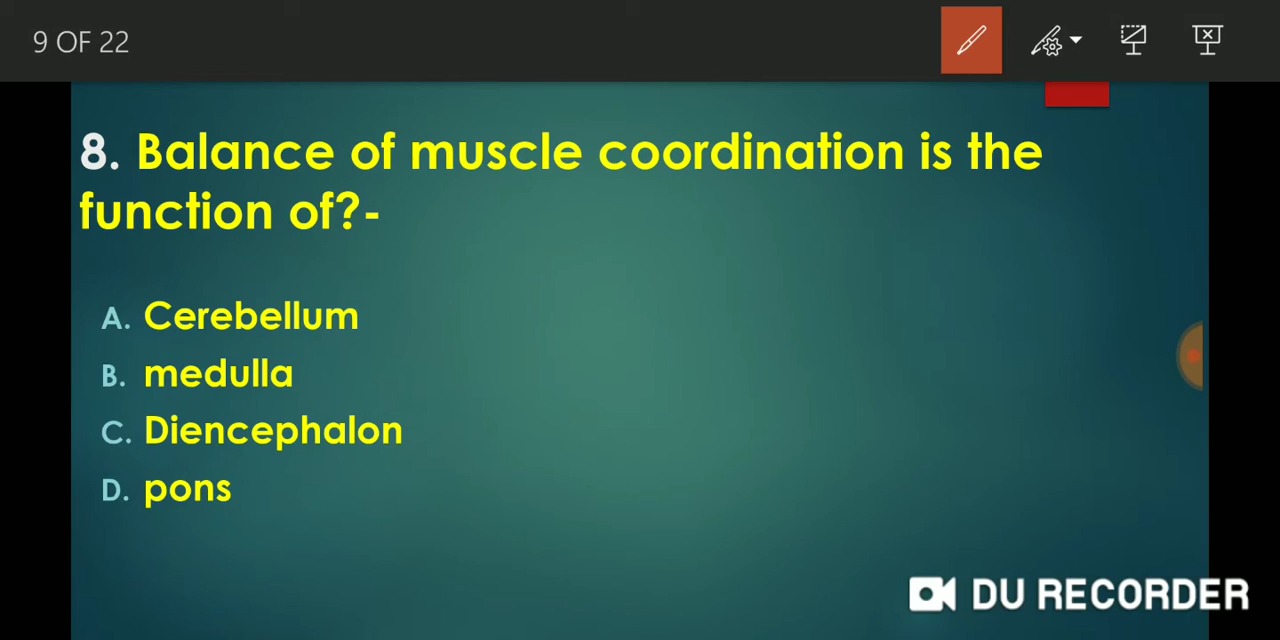 9 OF 22
8. Balance of muscle coordination is the
function of?-
A. Cerebellum
B. medulla
C. Diencephalon
D. pons
DU RECORDER